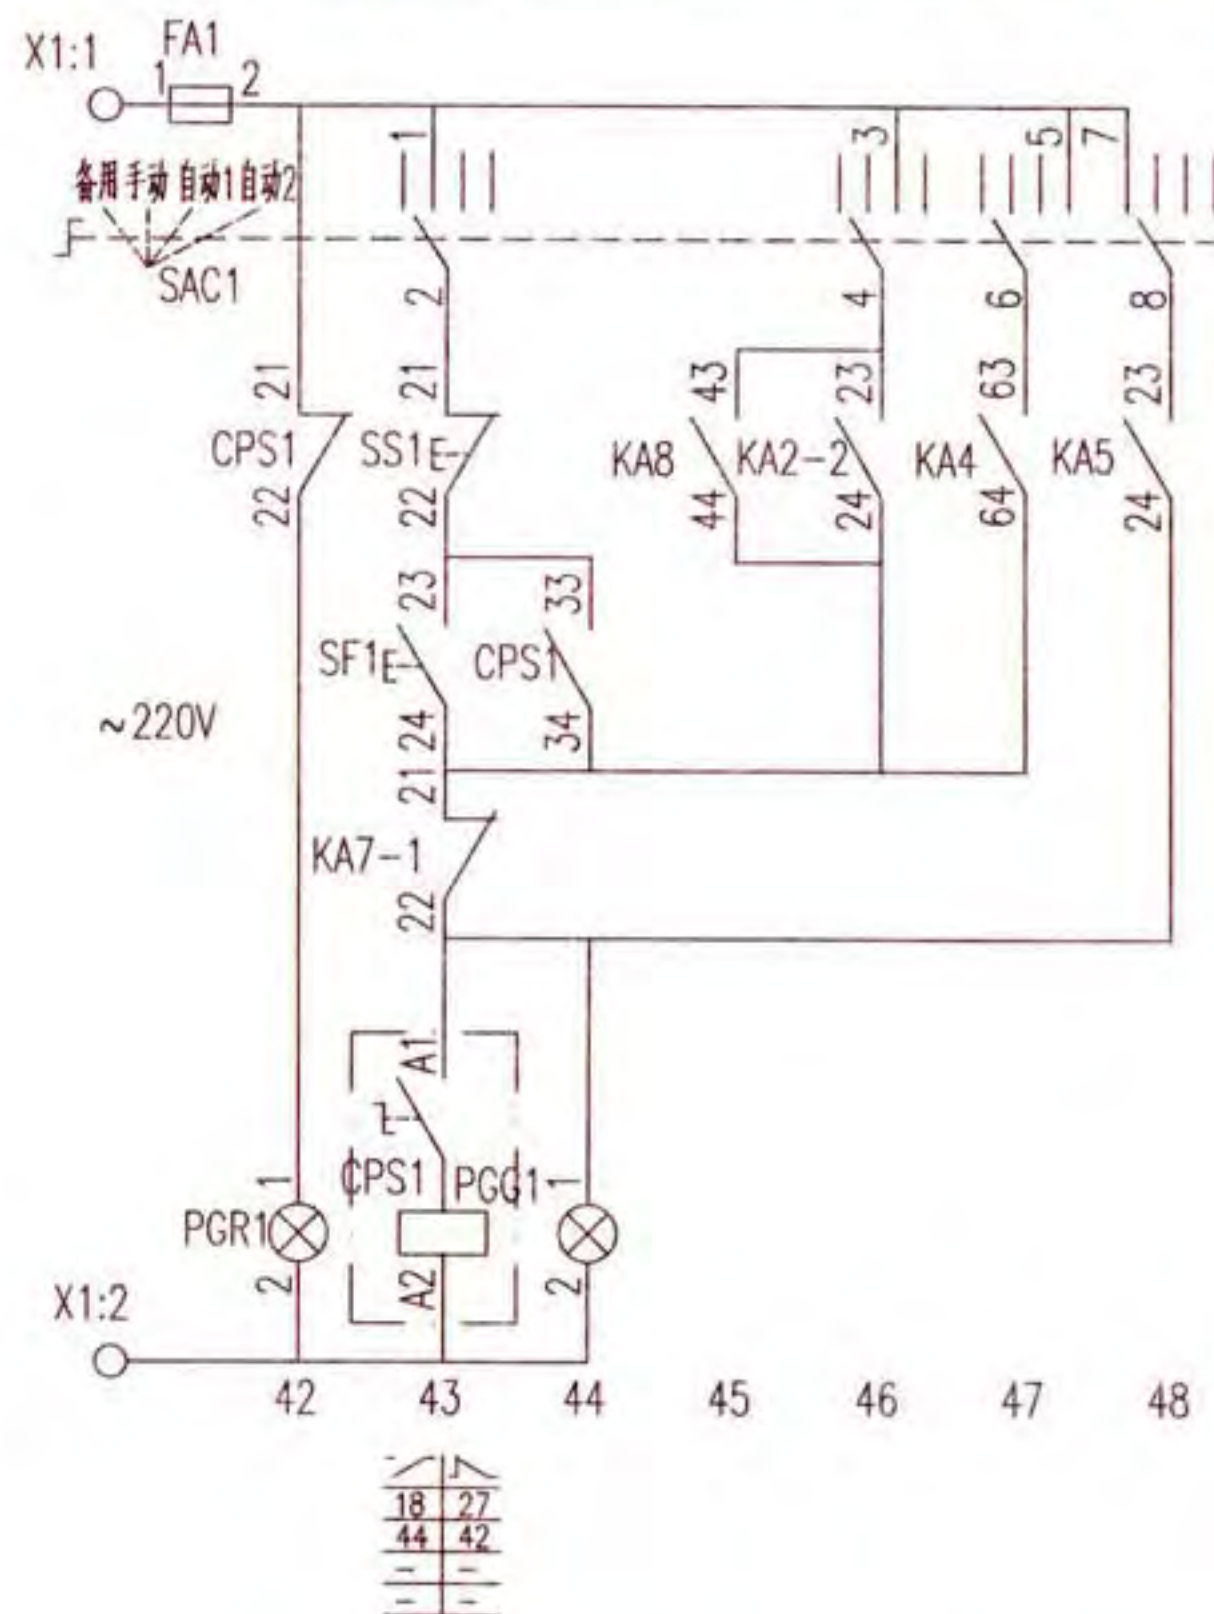 X1:1
FA1
1 2
备用 手动 自动1 自动2
SAC1
1 3 5 7
2 4 6 8
21 21 43 23 63 23
CPS1 SS1 KA8 KA2-2 KA4 KA5
22 22 44 24 64 24
23 33
SF1 CPS1
24 34
~220V
21
KA7-1
22
A1
CPS1 PGG1
1 1
PGR1
2 A2 2
X1:2
42 43 44 45 46 47 48
18 27
44 42
- -
- -